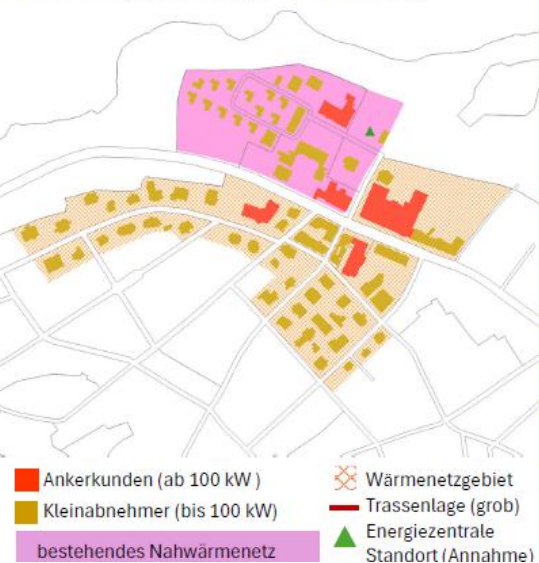 Ankerkunden (ab 100 kW )
Kleinabnehmer (bis 100 kW)
bestehendes Nahwärmenetz
Wärmenetzgebiet
Trassenlage (grob)
Energiezentrale
Standort (Annahme)